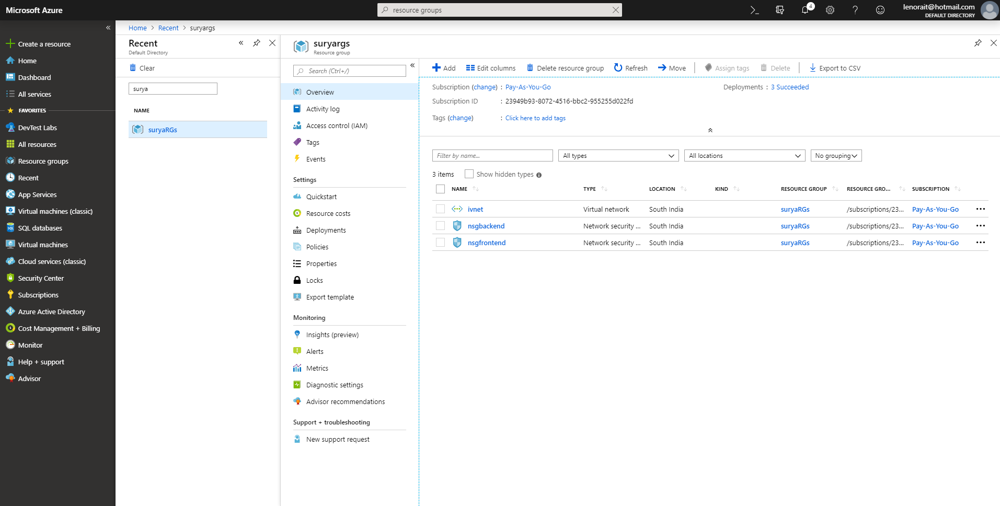 Microsoft Azure
resource groups
4
lenorait@hotmail.com
DEFAULT DIRECTORY
Home > Recent > suryargs
Create a resource
Home
Dashboard
All services
FAVORITES
DevTest Labs
All resources
Resource groups
Recent
App Services
Virtual machines (classic)
SQL databases
Virtual machines
Cloud services (classic)
Security Center
Subscriptions
Azure Active Directory
Cost Management + Billing
Monitor
Help + support
Advisor
Recent
Default Directory
Clear
surya
NAME
suryaRGs
suryargs
Resource group
Search (Ctrl+/)
Overview
Activity log
Access control (IAM)
Tags
Events
Settings
Quickstart
Resource costs
Deployments
Policies
Properties
Locks
Export template
Monitoring
Insights (preview)
Alerts
Metrics
Diagnostic settings
Advisor recommendations
Support + troubleshooting
New support request
Add Edit columns Delete resource group Refresh Move Assign tags Delete Export to CSV
Subscription (change) : Pay-As-You-Go Deployments : 3 Succeeded
Subscription ID : 23949b93-8072-4516-bbc2-955255d022fd
Tags (change) : Click here to add tags
Filter by name... All types All locations No grouping
3 items Show hidden types
NAME TYPE LOCATION KIND RESOURCE GROUP RESOURCE GRO... SUBSCRIPTION
ivnet Virtual network South India suryaRGs /subscriptions/23... Pay-As-You-Go
nsgbackend Network security ... South India suryaRGs /subscriptions/23... Pay-As-You-Go
nsgfrontend Network security ... South India suryaRGs /subscriptions/23... Pay-As-You-Go